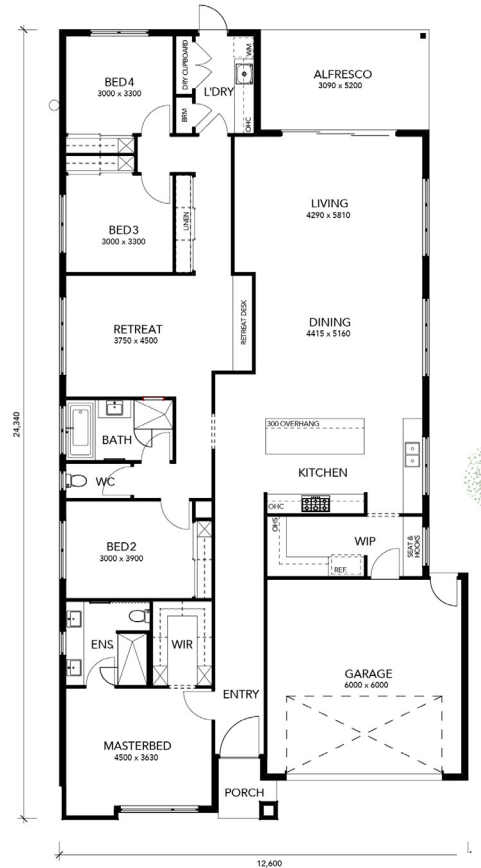 BED4
3000 x 3300
DRY CUPBOARD
BRM
L'DRY
WM
OHC
ALFRESCO
3090 x 5200
BED3
3000 x 3300
LINEN
LIVING
4290 x 5810
RETREAT
3750 x 4500
RETREAT DESK
DINING
4415 x 5160
24,340
BATH
WC
300 OVERHANG
KITCHEN
OHC
OHS
WIP
REF.
SEAT &
HOOKS
BED2
3000 x 3900
ENS
WIR
ENTRY
GARAGE
6000 x 6000
MASTERBED
4500 x 3630
PORCH
12,600